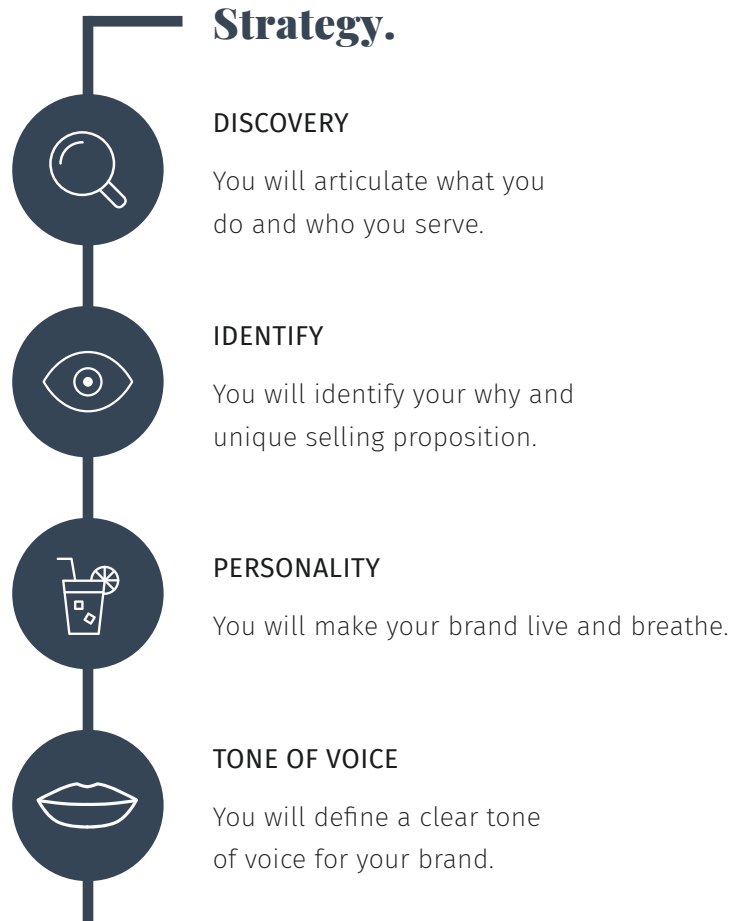 Strategy.
DISCOVERY
You will articulate what you
do and who you serve.
IDENTIFY
You will identify your why and
unique selling proposition.
PERSONALITY
You will make your brand live and breathe.
TONE OF VOICE
You will define a clear tone
of voice for your brand.